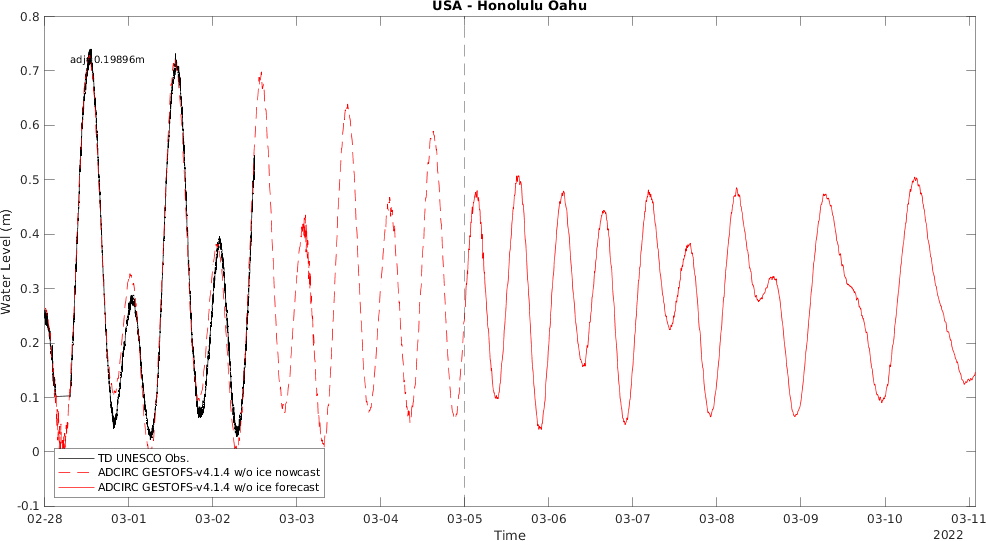 USA - Honolulu Oahu
adj: 0.19896m
Water Level (m)
0.8
0.7
0.6
0.5
0.4
0.3
0.2
0.1
0
-0.1
TD UNESCO Obs.
ADCIRC GESTOFS-v4.1.4 w/o ice nowcast
ADCIRC GESTOFS-v4.1.4 w/o ice forecast
02-28 03-01 03-02 03-03 03-04 03-05 03-06 03-07 03-08 03-09 03-10 03-11
Time
2022